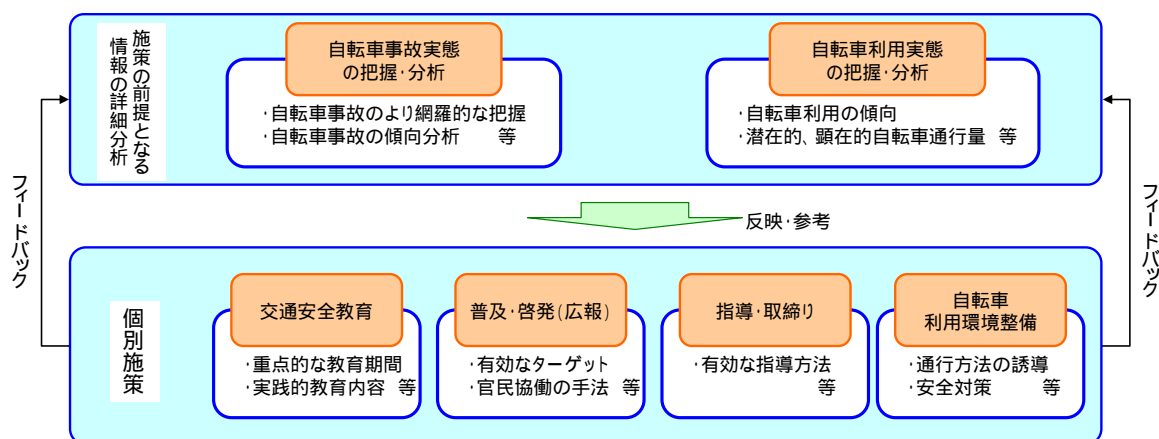 施策の前提となる
情報の詳細分析
自転車事故実態
の把握・分析
・自転車事故のより網羅的な把握
・自転車事故の傾向分析　等
自転車利用実態
の把握・分析
・自転車利用の傾向
・潜在的、顕在的自転車通行量　等
フィードバック
反映・参考
フィードバック
個別施策
交通安全教育
・重点的な教育期間
・実践的教育内容　等
普及・啓発(広報)
・有効なターゲット
・官民協働の手法　等
指導・取締り
・有効な指導方法
等
自転車
利用環境整備
・通行方法の誘導
・安全対策　等